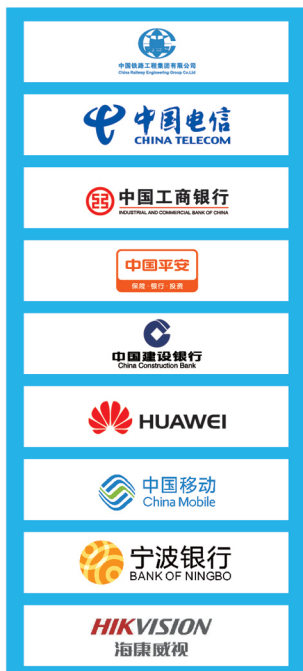 中国铁路工程集团有限公司
China Railway Engineering Group Co.Ltd
中国电信
CHINA TELECOM
中国工商银行
INDUSTRIAL AND COMMERCIAL BANK OF CHINA
中国平安
保险·银行·投资
中国建设银行
China Construction Bank
HUAWEI
中国移动
China Mobile
宁波银行
BANK OF NINGBO
HIKVISION
海康威视